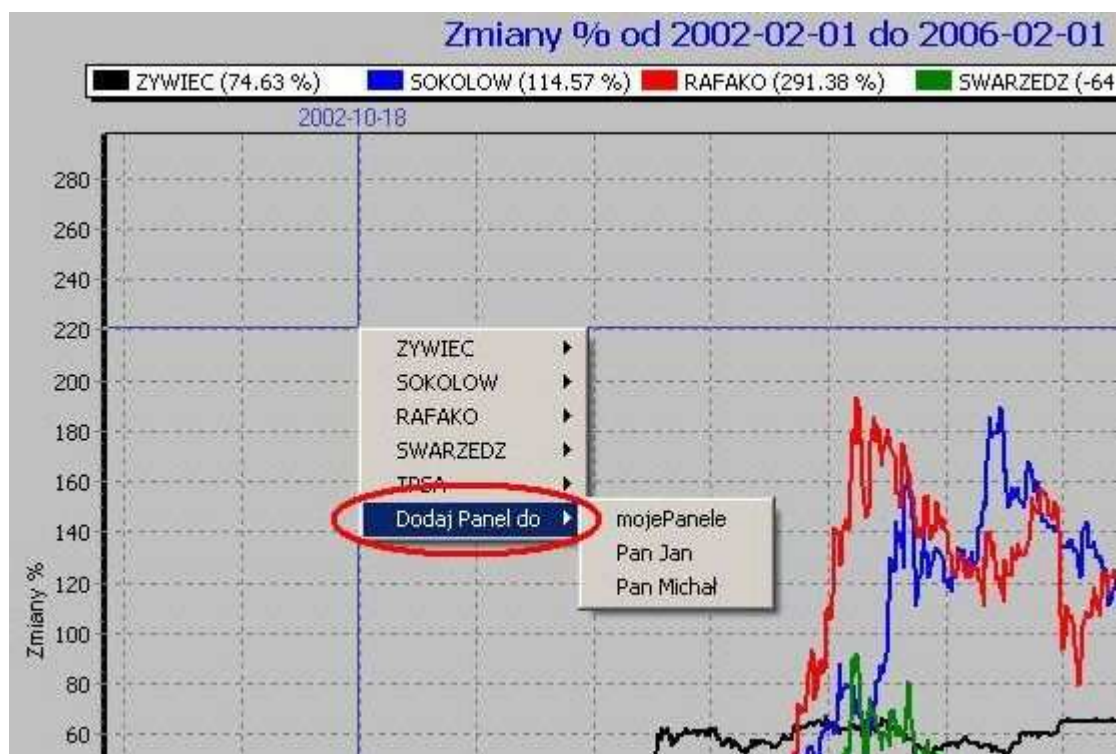 Zmiany % od 2002-02-01 do 2006-02-01
ZYWIEC (74.63 %) SOKOLOW (114.57 %) RAFAKO (291.38 %) SWARZEDZ (-64
2002-10-18
280
260
240
220
200
180
160
140
120
100
80
60
Zmiany %
ZYWIEC
SOKOLOW
RAFAKO
SWARZEDZ
TPSA
Dodaj Panel do
mojePanele
Pan Jan
Pan Michał